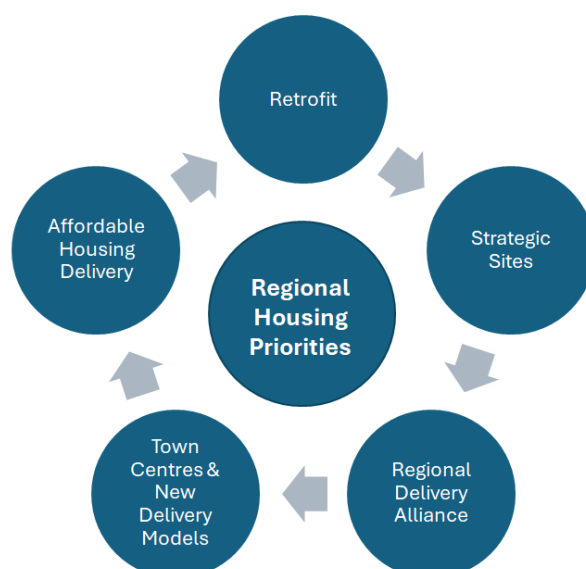 Retrofit
Strategic
Sites
Regional
Delivery
Alliance
Town
Centres &
New
Delivery
Models
Affordable
Housing
Delivery
Regional
Housing
Priorities